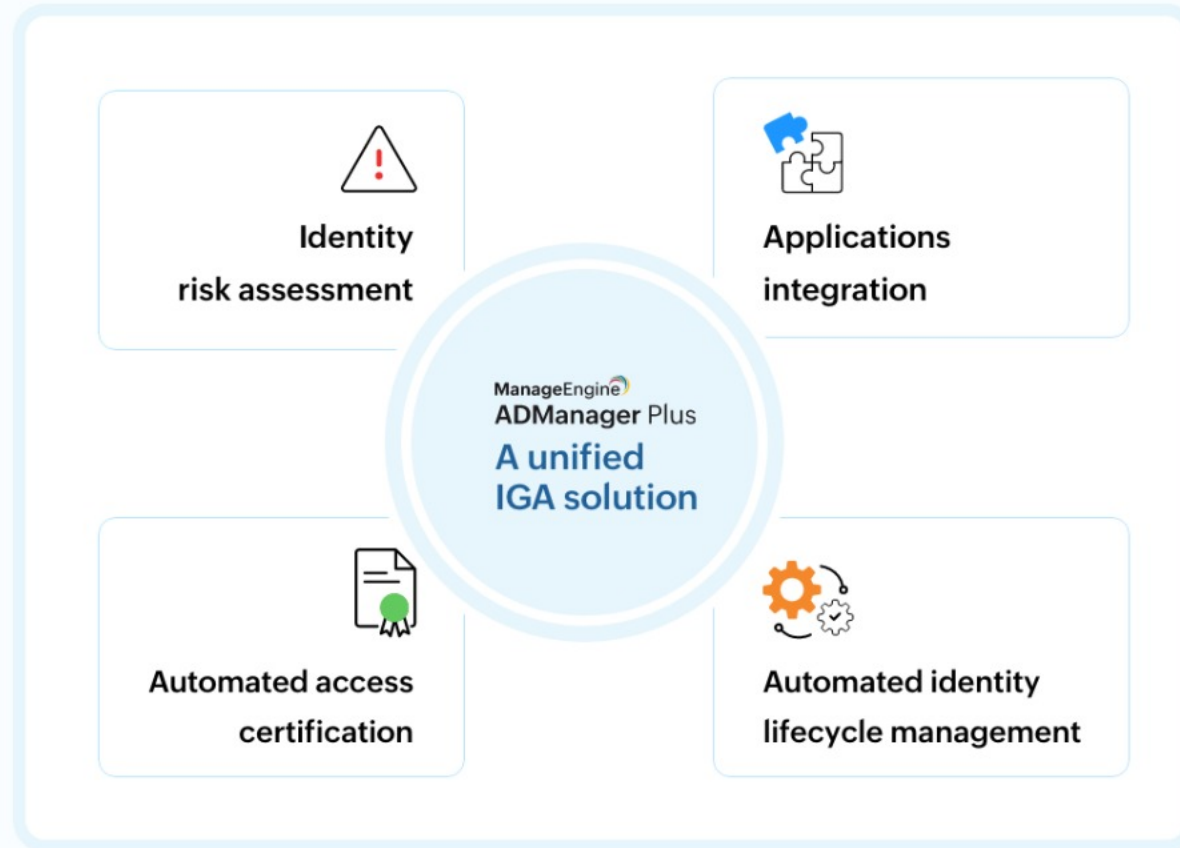 Identity
risk assessment
Applications
integration
ManageEngine
ADManager Plus
A unified
IGA solution
Automated access
certification
Automated identity
lifecycle management